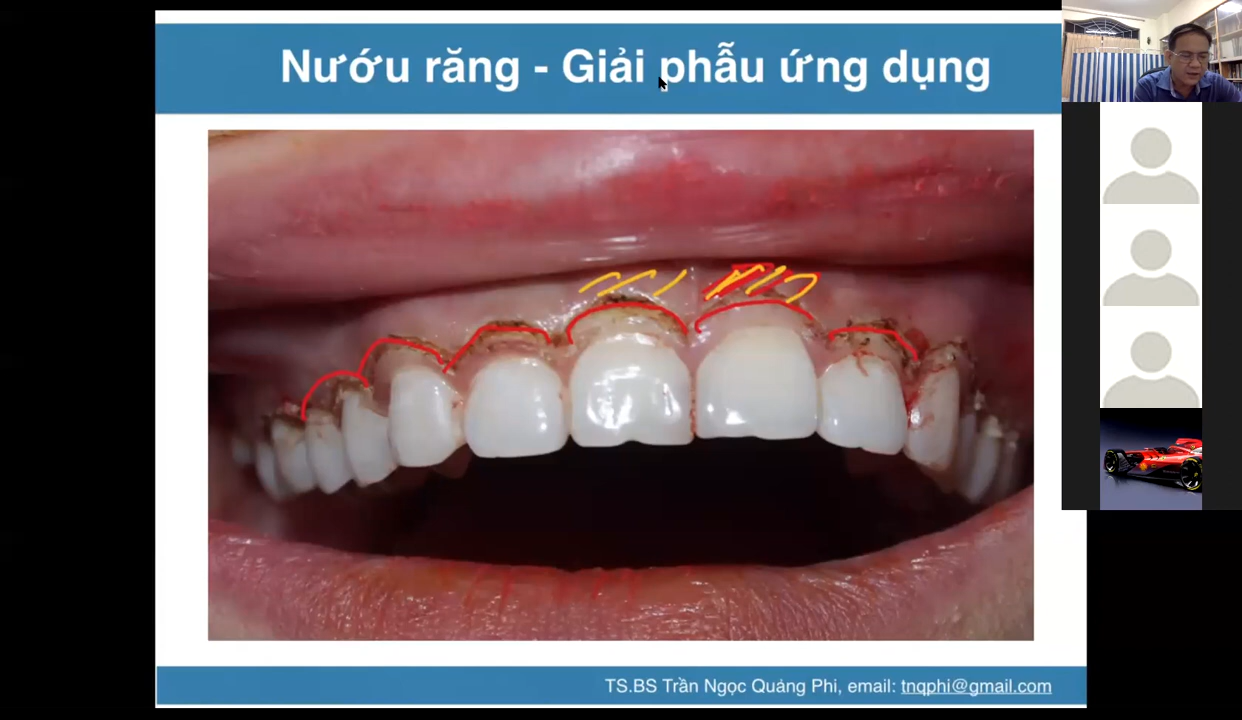 Nướu răng - Giải phẫu ứng dụng
TS.BS Trần Ngọc Quảng Phi, email: tnqphi@gmail.com